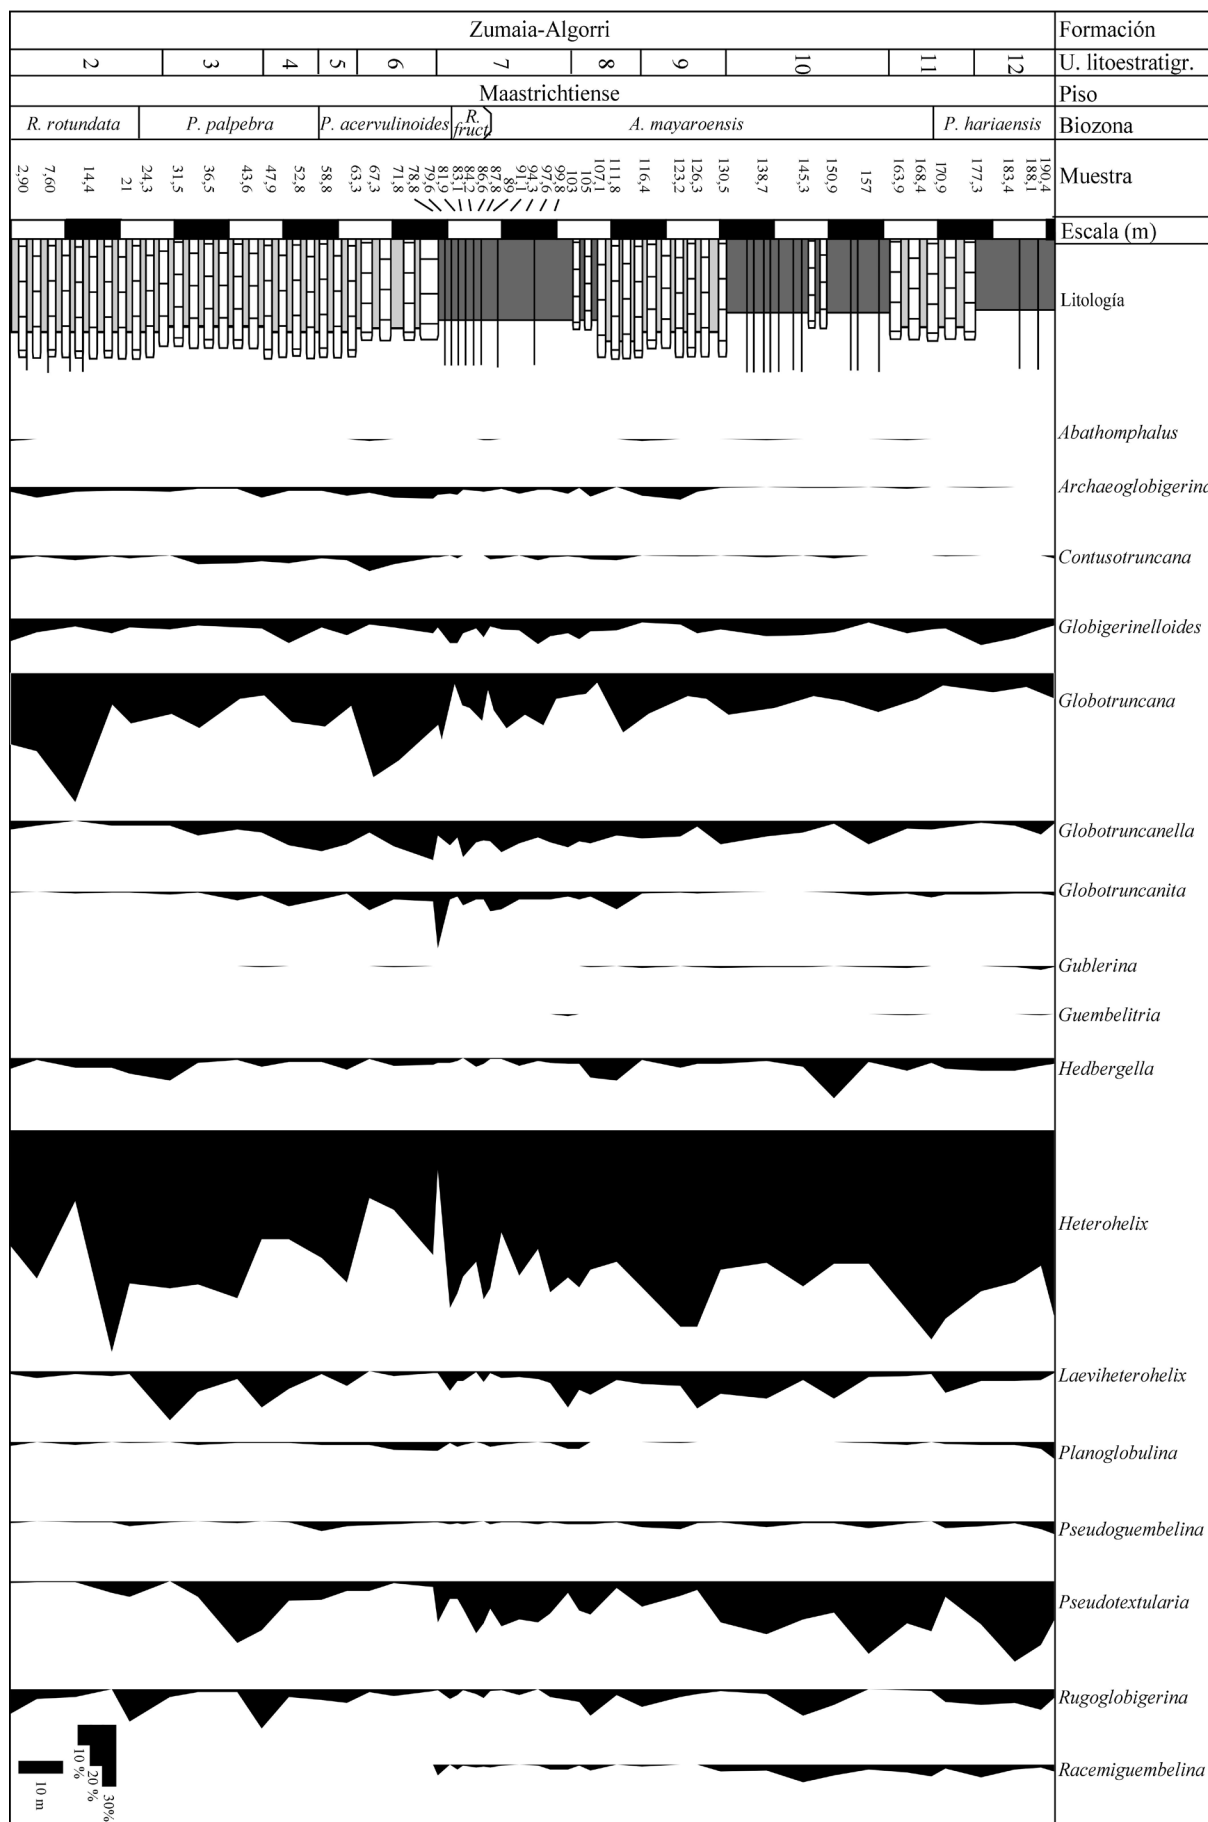 Zumaia-Algorri
Formación
2 3 4 5 6 7 8 9 10 11 12
U. litoestratigr.
Maastrichtiense
Piso
R. rotundata
P. palpebra
P. acervulinoides
R. fruct.
A. mayaroensis
P. hariaensis
Biozona
2,90 7,60 14,4 21 24,3 31,5 36,5 43,6 47,9 52,8 58,8 63,3 67,3 71,8 78,8 79,6 81,9 83,1 84,2 86,6 87,8 89 91,1 94,3 97,6 99,8 103 105 107,1 111,8 116,4 123,2 126,3 130,5 138,7 145,3 150,9 157 163,9 168,4 170,9 177,3 183,4 188,1 190,4
Muestra
Escala (m)
Litología
Abathomphalus
Archaeoglobigerina
Contusotruncana
Globigerinelloides
Globotruncana
Globotruncanella
Globotruncanita
Gublerina
Guembelitria
Hedbergella
Heterohelix
Laeviheterohelix
Planoglobulina
Pseudoguembelina
Pseudotextularia
Rugoglobigerina
Racemiguembelina
10 m
10 %
20 %
30%